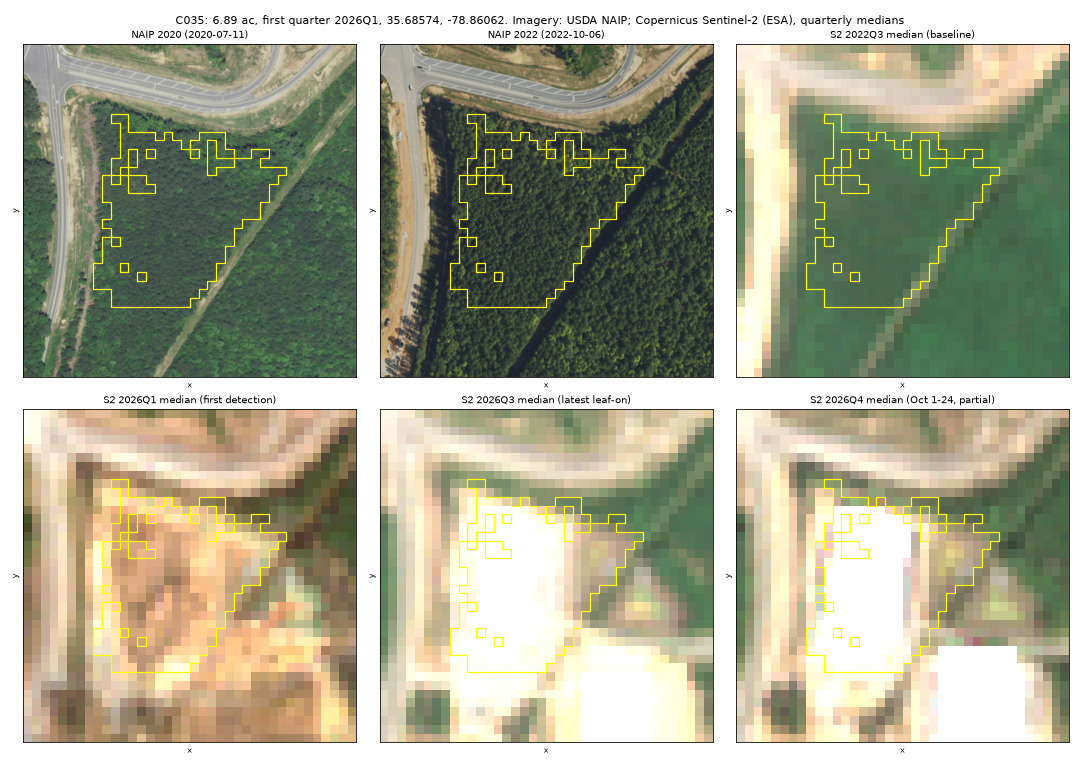 C035: 6.89 ac, first quarter 2026Q1, 35.68574, -78.86062. Imagery: USDA NAIP; Copernicus Sentinel-2 (ESA), quarterly medians
NAIP 2020 (2020-07-11)
NAIP 2022 (2022-10-06)
S2 2022Q3 median (baseline)
y
x
y
x
y
x
S2 2026Q1 median (first detection)
S2 2026Q3 median (latest leaf-on)
S2 2026Q4 median (Oct 1-24, partial)
y
x
y
x
y
x